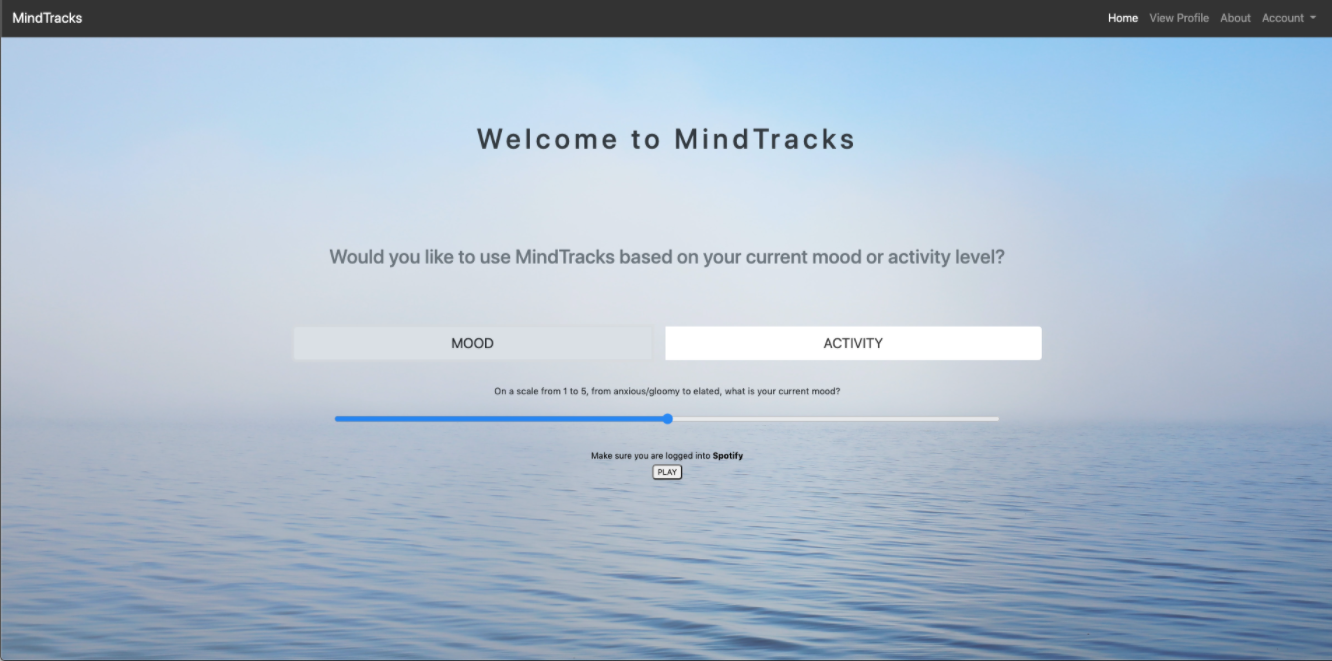 MindTracks
Home View Profile About Account
Welcome to MindTracks
Would you like to use MindTracks based on your current mood or activity level?
MOOD ACTIVITY
On a scale from 1 to 5, from anxious/gloomy to elated, what is your current mood?
Make sure you are logged into Spotify
PLAY